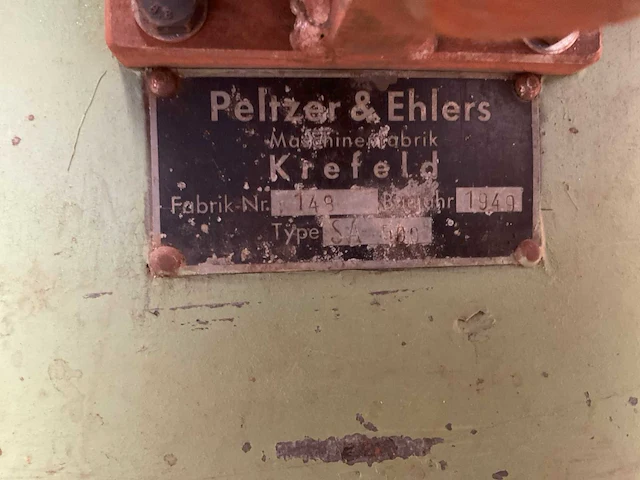 Peltzer & Ehlers
Maschinenfabrik
Krefeld
Fabrik-Nr. 149 Baujahr 1949
Type SA 500